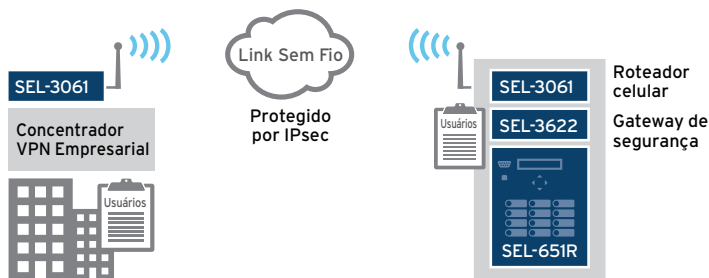 SEL-3061
Concentrador
VPN Empresarial
Usuários
Link Sem Fio
Protegido
por IPsec
Usuários
SEL-3061
SEL-3622
SEL-651R
Roteador
celular
Gateway de
segurança